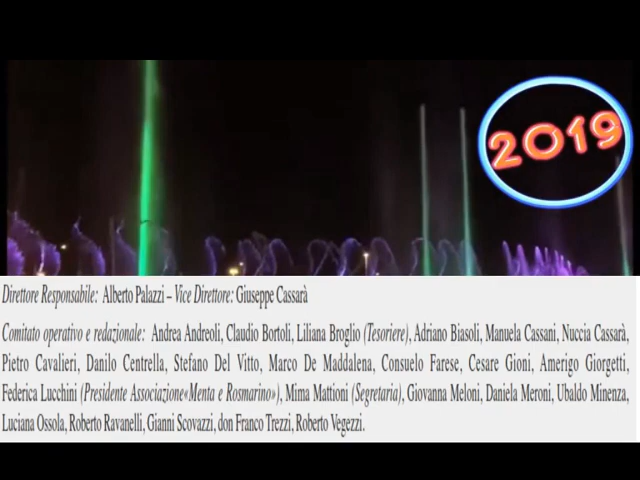 2019
Direttore Responsabile: Alberto Palazzi – Vice Direttore: Giuseppe Cassarà
Comitato operativo e redazionale: Andrea Andreoli, Claudio Bortoli, Liliana Broglio (Tesoriere), Adriano Biasoli, Manuela Cassani, Nuccia Cassarà,
Pietro Cavalieri, Danilo Centrella, Stefano Del Vitto, Marco De Maddalena, Consuelo Farese, Cesare Gioni, Amerigo Giorgetti,
Federica Lucchini (Presidente Associazione«Menta e Rosmarino»), Mima Mattioni (Segretaria), Giovanna Meloni, Daniela Meroni, Ubaldo Minenza,
Luciana Ossola, Roberto Ravanelli, Gianni Scovazzi, don Franco Trezzi, Roberto Vegezzi.